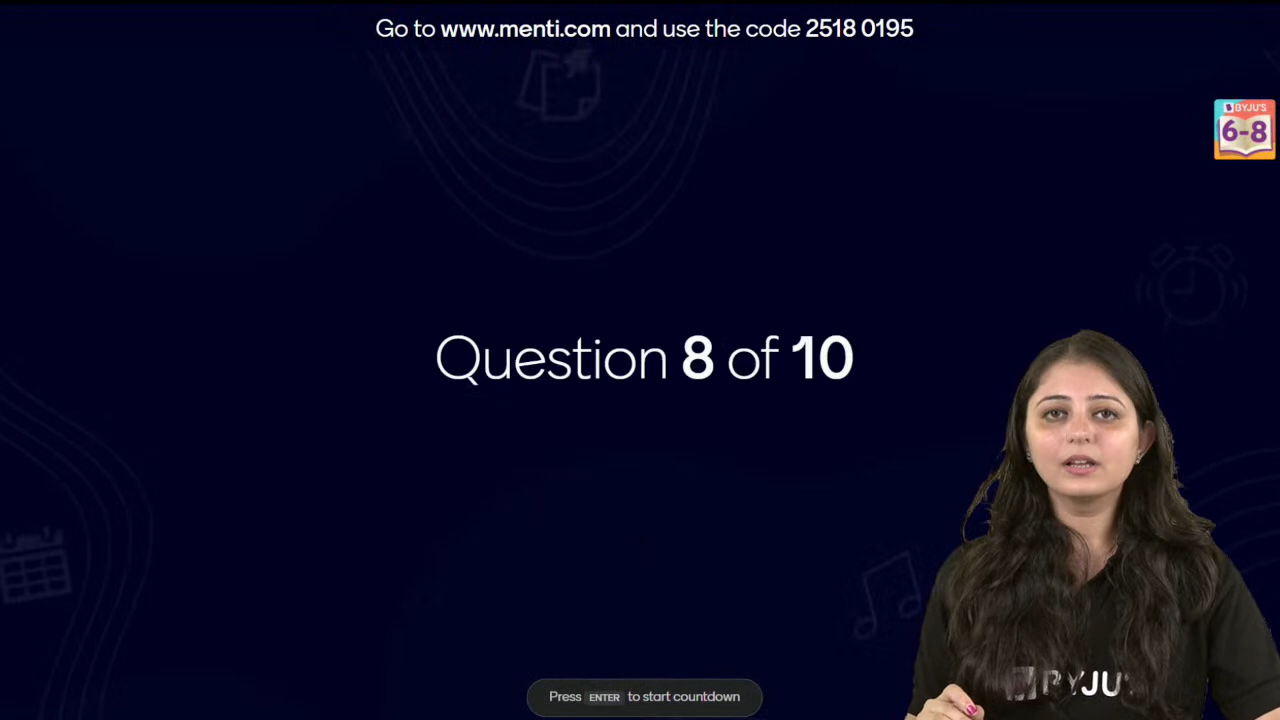 Go to www.menti.com and use the code 2518 0195
BYJU'S
6-8
Question 8 of 10
Press ENTER to start countdown
BYJU'